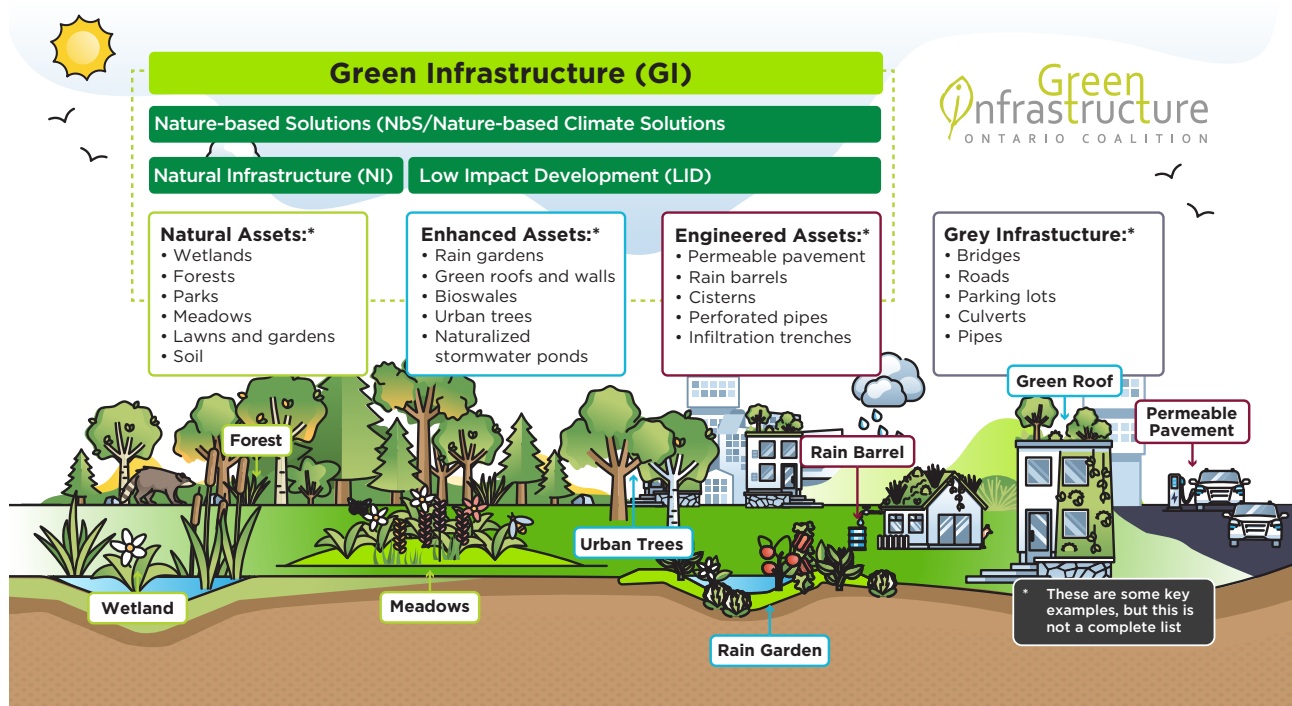 Green Infrastructure (GI)
Nature-based Solutions (NbS/Nature-based Climate Solutions
Natural Infrastructure (NI)
Low Impact Development (LID)
Green
Infrastructure
ONTARIO COALITION
Natural Assets:*
• Wetlands
• Forests
• Parks
• Meadows
• Lawns and gardens
• Soil
Enhanced Assets:*
• Rain gardens
• Green roofs and walls
• Bioswales
• Urban trees
• Naturalized
stormwater ponds
Engineered Assets:*
• Permeable pavement
• Rain barrels
• Cisterns
• Perforated pipes
• Infiltration trenches
Grey Infrastucture:*
• Bridges
• Roads
• Parking lots
• Culverts
• Pipes
Green Roof
Permeable
Pavement
Forest
Rain Barrel
Urban Trees
Wetland
Meadows
Rain Garden
* These are some key
examples, but this is
not a complete list